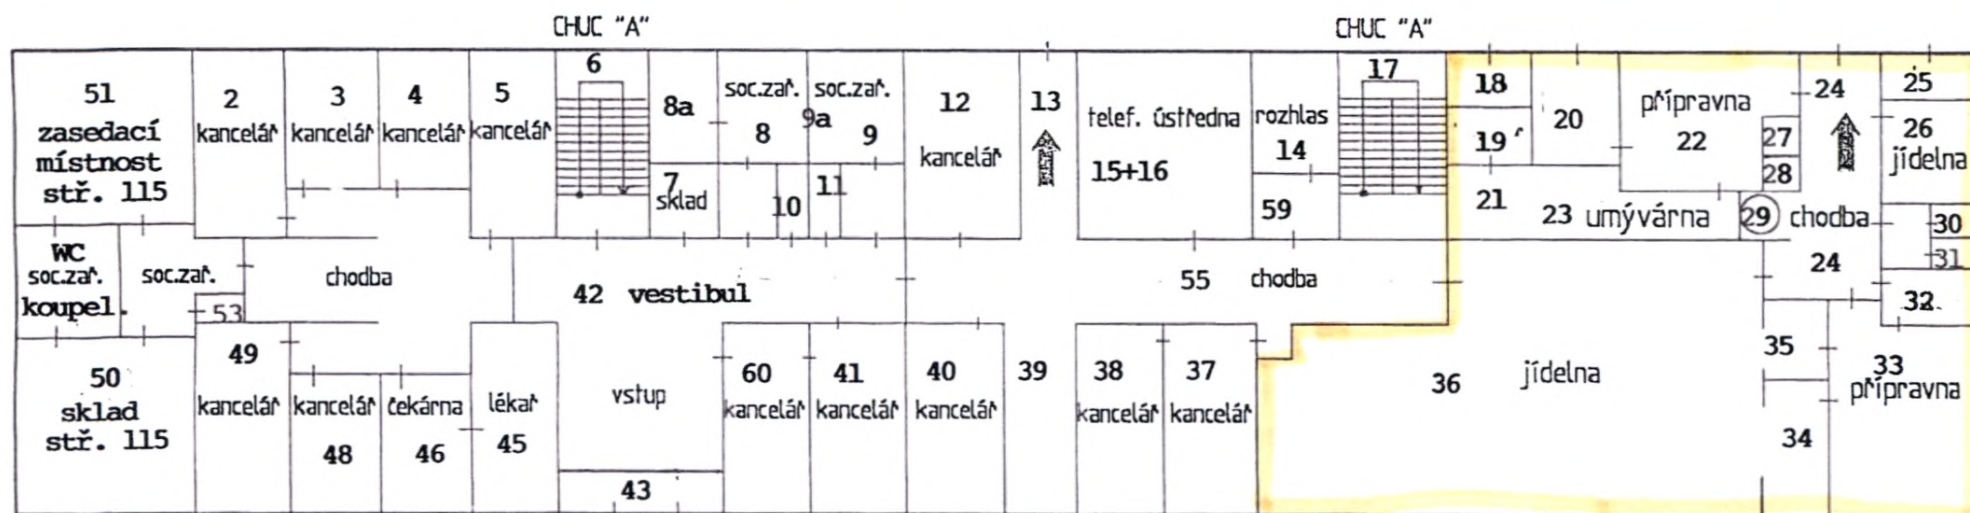 CHUC "A"
CHUC "A"
51
zasedací
místnost
stř. 115
2
kancelář
3
kancelář
4
kancelář
5
kancelář
6
8a
soc.zař.
8
soc.zař.
9a
9
7
sklad
10
11
12
kancelář
13
telef. ústředna
15+16
rozhlas
14
59
17
18
19
20
21
přípravna
22
23 umývárna
24
25
26
jídelna
27
28
29
chodba
24
30
31
32
WC
soc.zař.
koupel.
soc.zař.
53
chodba
42 vestibul
55 chodba
50
sklad
stř. 115
49
kancelář
kancelář
48
čekárna
46
lékař
45
vstup
43
60
kancelář
41
kancelář
40
kancelář
39
38
kancelář
37
kancelář
36 jídelna
35
34
33
přípravna